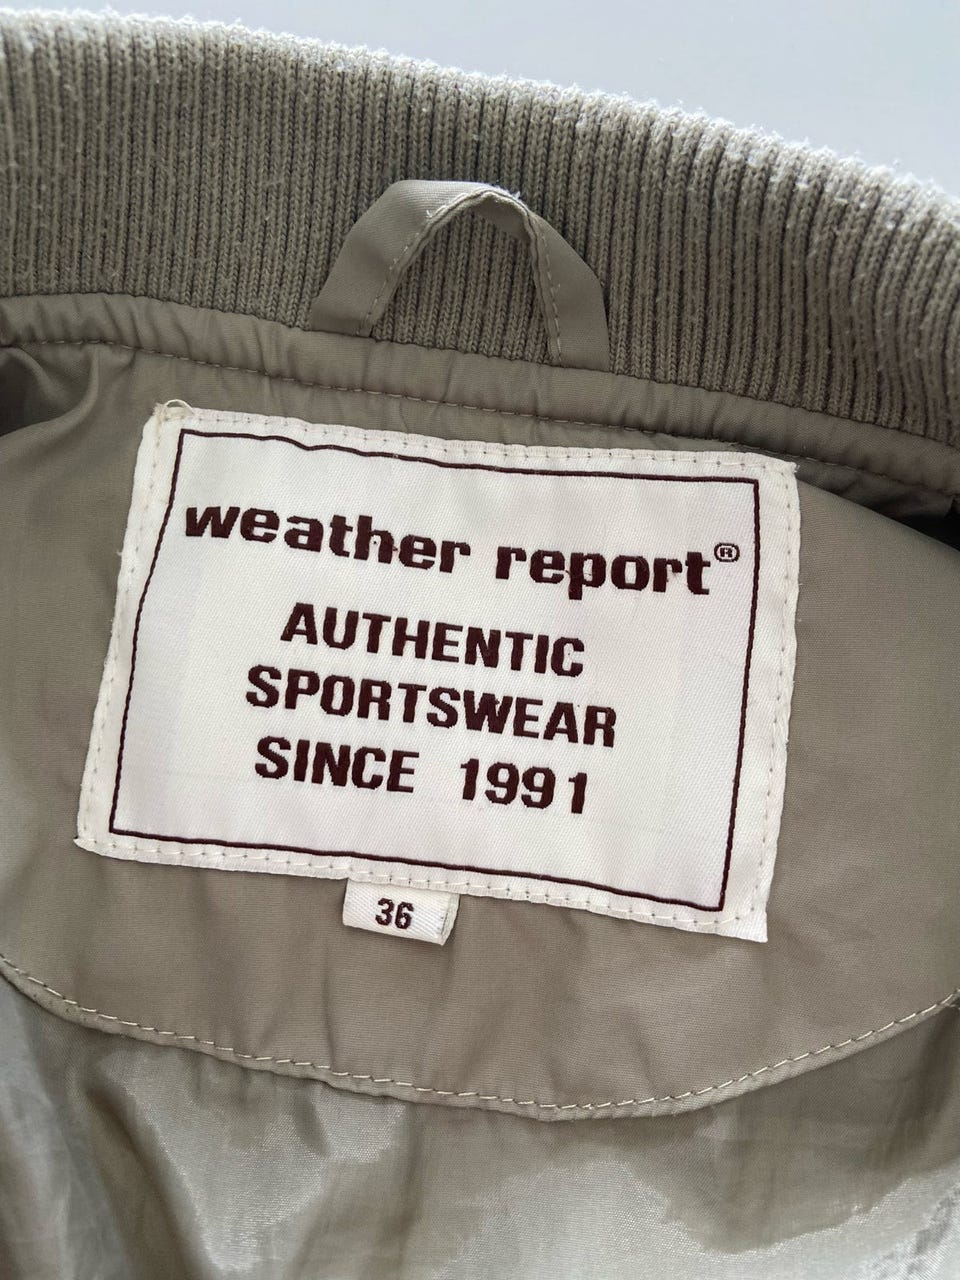 weather report®
AUTHENTIC
SPORTSWEAR
SINCE 1991
36